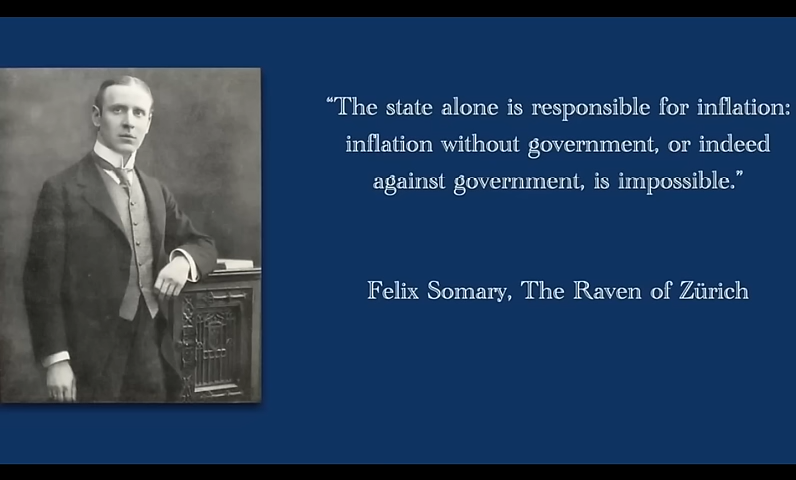 “The state alone is responsible for inflation:
inflation without government, or indeed
against government, is impossible.”
Felix Somary, The Raven of Zürich